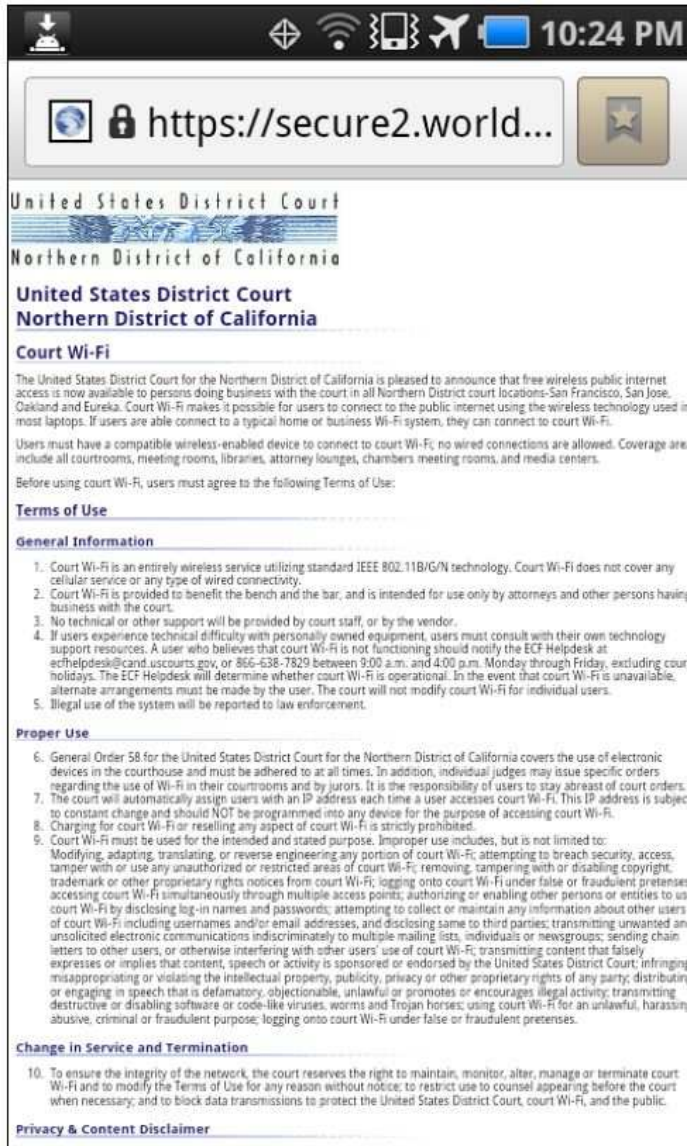 10:24 PM
https://secure2.world...
United States District Court
Northern District of California
United States District Court
Northern District of California
Court Wi-Fi
The United States District Court for the Northern District of California is pleased to announce that free wireless public internet
access is now available to persons doing business with the court in all Northern District court locations-San Francisco, San Jose,
Oakland and Eureka. Court Wi-Fi makes it possible for users to connect to the public internet using the wireless technology used in
most laptops. If users are able connect to a typical home or business Wi-Fi system, they can connect to court Wi-Fi.
Users must have a compatible wireless-enabled device to connect to court Wi-Fi; no wired connections are allowed. Coverage area
include all courtrooms, meeting rooms, libraries, attorney lounges, chambers meeting rooms, and media centers.
Before using court Wi-Fi, users must agree to the following Terms of Use:
Terms of Use
General Information
1. Court Wi-Fi is an entirely wireless service utilizing standard IEEE 802.11B/G/N technology. Court Wi-Fi does not cover any
cellular service or any type of wired connectivity.
2. Court Wi-Fi is provided to benefit the bench and the bar, and is intended for use only by attorneys and other persons having
business with the court.
3. No technical or other support will be provided by court staff, or by the vendor.
4. If users experience technical difficulty with personally owned equipment, users must consult with their own technology
support resources. A user who believes that court Wi-Fi is not functioning should notify the ECF Helpdesk at
ecfhelpdesk@cand.uscourts.gov, or 866-638-7829 between 9:00 a.m. and 4:00 p.m. Monday through Friday, excluding cour
holidays. The ECF Helpdesk will determine whether court Wi-Fi is operational. In the event that court Wi-Fi is unavailable,
alternate arrangements must be made by the user. The court will not modify court Wi-Fi for individual users.
5. Illegal use of the system will be reported to law enforcement.
Proper Use
6. General Order 58 for the United States District Court for the Northern District of California covers the use of electronic
devices in the courthouse and must be adhered to at all times. In addition, individual judges may issue specific orders
regarding the use of Wi-Fi in their courtrooms and by jurors. It is the responsibility of users to stay abreast of court orders.
7. The court will automatically assign users with an IP address each time a user accesses court Wi-Fi. This IP address is subjec
to constant change and should NOT be programmed into any device for the purpose of accessing court Wi-Fi.
8. Charging for court Wi-Fi or reselling any aspect of court Wi-Fi is strictly prohibited.
9. Court Wi-Fi must be used for the intended and stated purpose. Improper use includes, but is not limited to:
Modifying, adapting, translating, or reverse engineering any portion of court Wi-Fi; attempting to breach security, access,
tamper with or use any unauthorized or restricted areas of court Wi-Fi; removing, tampering with or disabling copyright,
trademark or other proprietary rights notices from court Wi-Fi; logging onto court Wi-Fi under false or fraudulent pretenses
accessing court Wi-Fi simultaneously through multiple access points; authorizing or enabling other persons or entities to us
court Wi-Fi by disclosing log-in names and passwords; attempting to collect or maintain any information about other users
of court Wi-Fi including usernames and/or email addresses, and disclosing same to third parties; transmitting unwanted an
unsolicited electronic communications indiscriminately to multiple mailing lists, individuals or newsgroups; sending chain
letters to other users, or otherwise interfering with other users' use of court Wi-Fi; transmitting content that falsely
expresses or implies that content, speech or activity is sponsored or endorsed by the United States District Court; infringing
misappropriating or violating the intellectual property, publicity, privacy or other proprietary rights of any party; distributin
or engaging in speech that is defamatory, objectionable, unlawful or promotes or encourages illegal activity; transmitting
destructive or disabling software or code-like viruses, worms and Trojan horses; using court Wi-Fi for an unlawful, harassin
abusive, criminal or fraudulent purpose; logging onto court Wi-Fi under false or fraudulent pretenses.
Change in Service and Termination
10. To ensure the integrity of the network, the court reserves the right to maintain, monitor, alter, manage or terminate court
Wi-Fi and to modify the Terms of Use for any reason without notice; to restrict use to counsel appearing before the court
when necessary; and to block data transmissions to protect the United States District Court, court Wi-Fi, and the public.
Privacy & Content Disclaimer